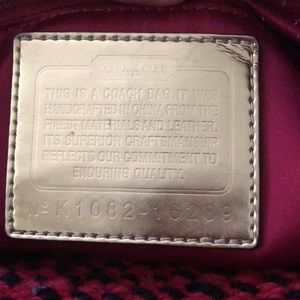 COACH
THIS IS A COACH BAG. IT WAS
HANDCRAFTED IN CHINA FROM THE
FINEST MATERIALS AND LEATHER.
ITS SUPERIOR CRAFTSMANSHIP
REFLECTS OUR COMMITMENT TO
ENDURING QUALITY.
No K1082-16289